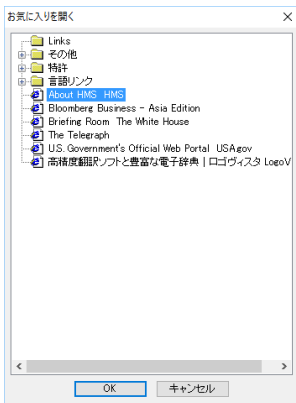 お気に入りを開く
Links
その他
特許
言語リンク
About HMS HMS
Bloomberg Business - Asia Edition
Briefing Room The White House
The Telegraph
U.S. Government's Official Web Portal USAgov
高精度翻訳ソフトと豊富な電子辞典 | ロゴヴィスタ LogoV
OK
キャンセル